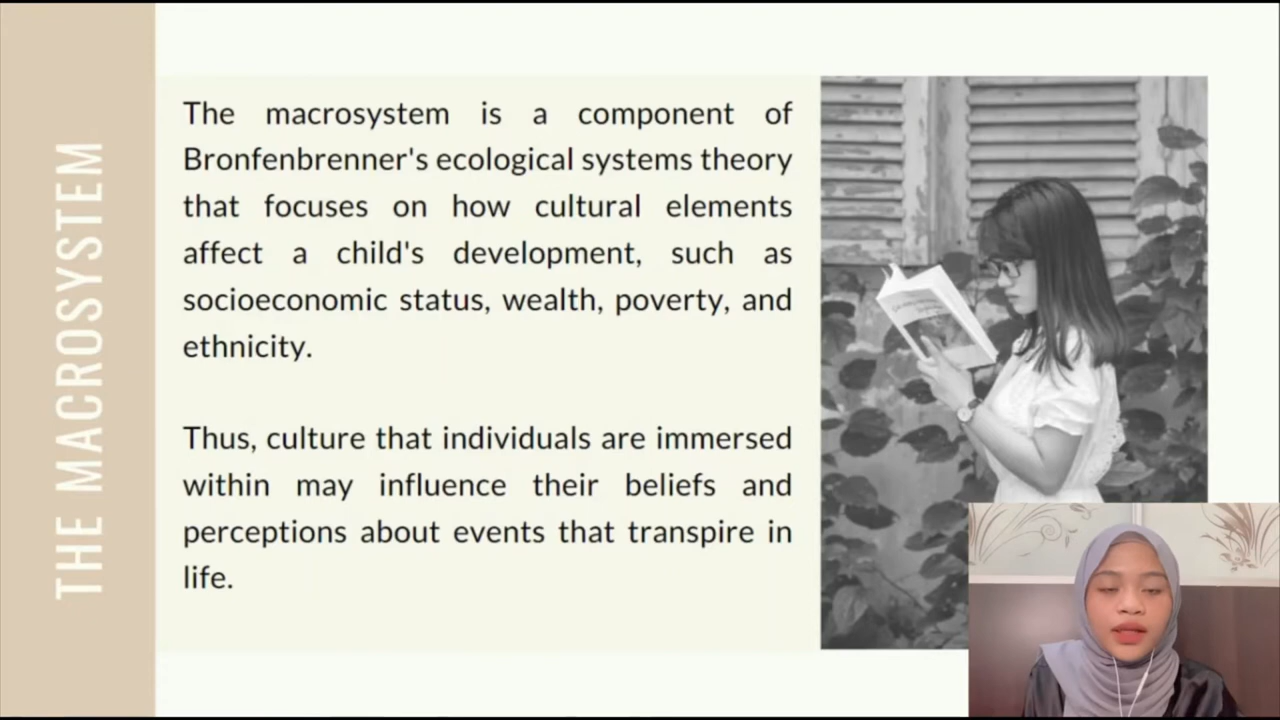 THE MACROSYSTEM
The macrosystem is a component of
Bronfenbrenner's ecological systems theory
that focuses on how cultural elements
affect a child's development, such as
socioeconomic status, wealth, poverty, and
ethnicity.
Thus, culture that individuals are immersed
within may influence their beliefs and
perceptions about events that transpire in
life.